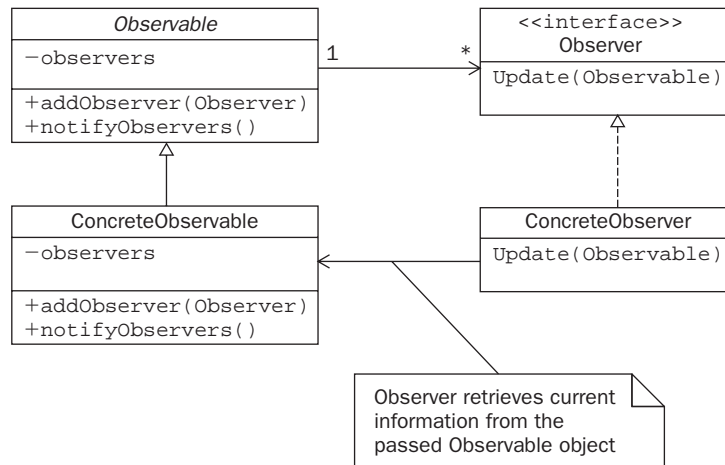 Observable
−observers
+addObserver(Observer)
+notifyObservers()
1
*
<<interface>>
Observer
Update(Observable)
ConcreteObservable
−observers
+addObserver(Observer)
+notifyObservers()
ConcreteObserver
Update(Observable)
Observer retrieves current
information from the
passed Observable object